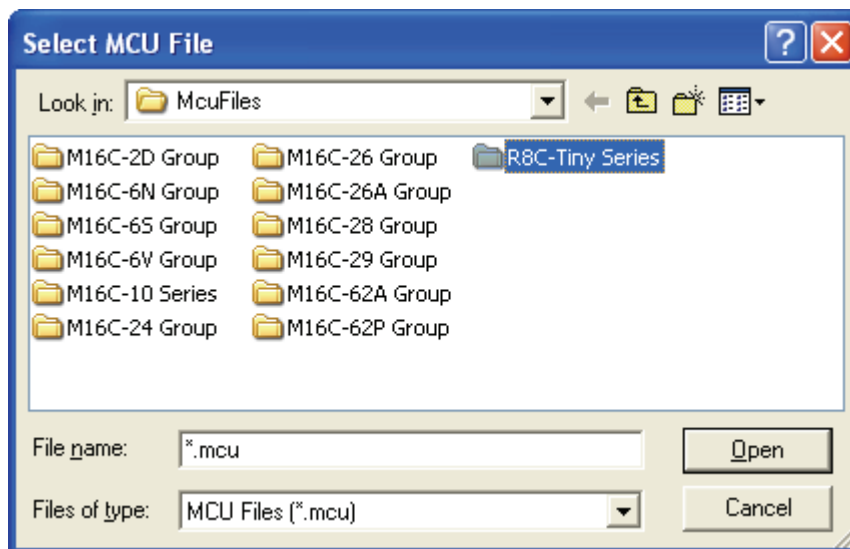 Select MCU File
Look in: McuFiles
M16C-2D Group M16C-26 Group R8C-Tiny Series
M16C-6N Group M16C-26A Group
M16C-6S Group M16C-28 Group
M16C-6V Group M16C-29 Group
M16C-10 Series M16C-62A Group
M16C-24 Group M16C-62P Group
File name: *.mcu Open
Files of type: MCU Files (*.mcu) Cancel